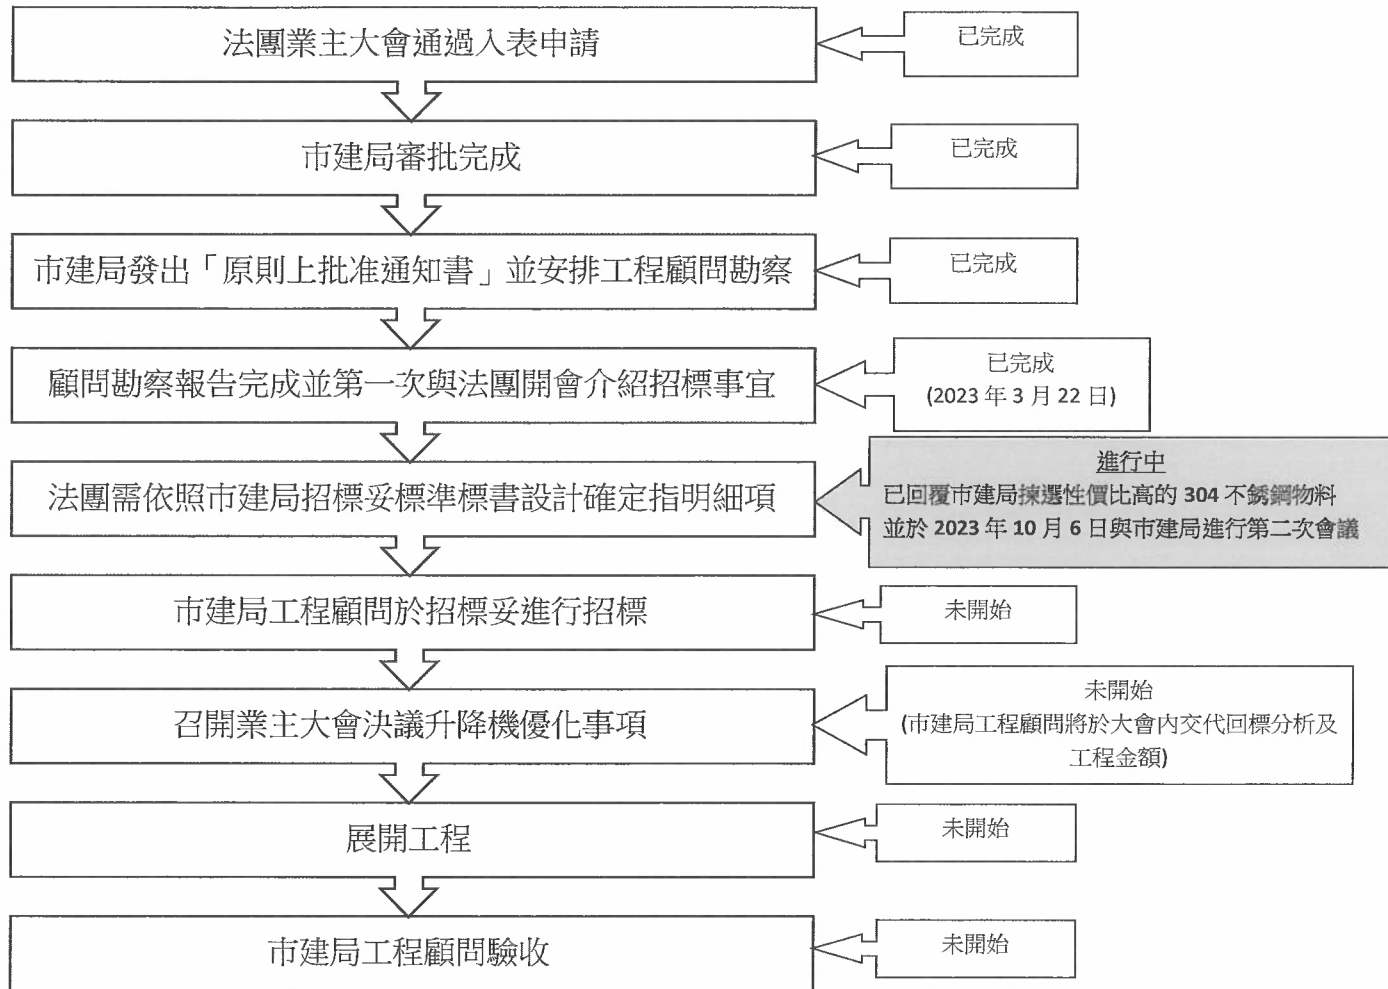 法團業主大會通過入表申請
已完成
市建局審批完成
已完成
市建局發出「原則上批准通知書」並安排工程顧問勘察
已完成
顧問勘察報告完成並第一次與法團開會介紹招標事宜
已完成
(2023 年 3 月 22 日)
法團需依照市建局招標妥標準標書設計確定指明細項
進行中
已回覆市建局揀選性價比高的 304 不銹鋼物料
並於 2023 年 10 月 6 日與市建局進行第二次會議
市建局工程顧問於招標妥進行招標
未開始
召開業主大會決議升降機優化事項
未開始
(市建局工程顧問將於大會內交代回標分析及
工程金額)
展開工程
未開始
市建局工程顧問驗收
未開始